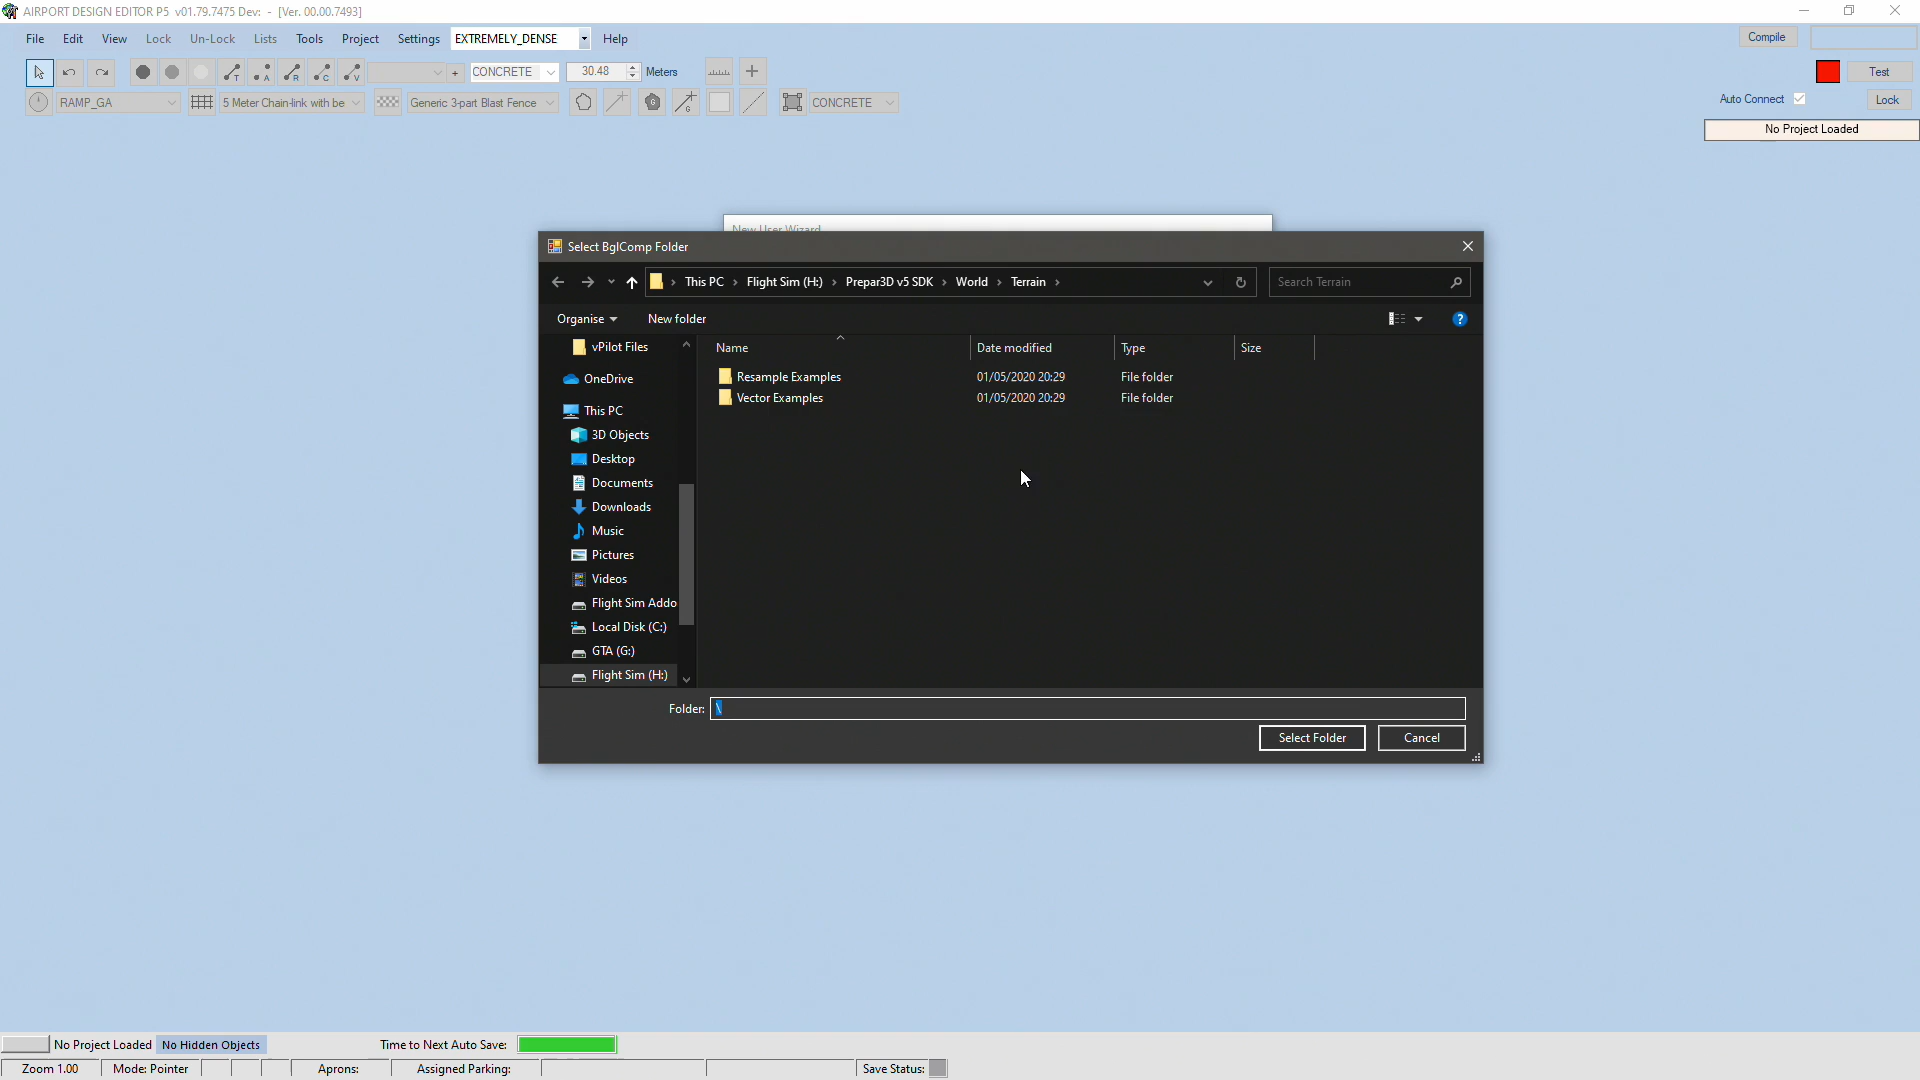 AIRPORT DESIGN EDITOR P5 v01.79.7475 Dev: - [Ver. 00.00.7493]
File Edit View Lock Un-Lock Lists Tools Project Settings EXTREMELY_DENSE Help
Compile
T A R C V + CONCRETE 30.48 Meters
Test
RAMP_GA 5 Meter Chain-link with be Generic 3-part Blast Fence G G CONCRETE
Auto Connect Lock
No Project Loaded
New User Wizard
Select BglComp Folder
This PC > Flight Sim (H:) > Prepar3D v5 SDK > World > Terrain >
Search Terrain
Organise New folder
?
vPilot Files
OneDrive
This PC
3D Objects
Desktop
Documents
Downloads
Music
Pictures
Videos
Flight Sim Addo
Local Disk (C:)
GTA (G:)
Flight Sim (H:)
Name Date modified Type Size
Resample Examples 01/05/2020 20:29 File folder
Vector Examples 01/05/2020 20:29 File folder
Folder: \
Select Folder Cancel
No Project Loaded No Hidden Objects Time to Next Auto Save:
Zoom 1.00 Mode: Pointer Aprons: Assigned Parking: Save Status: